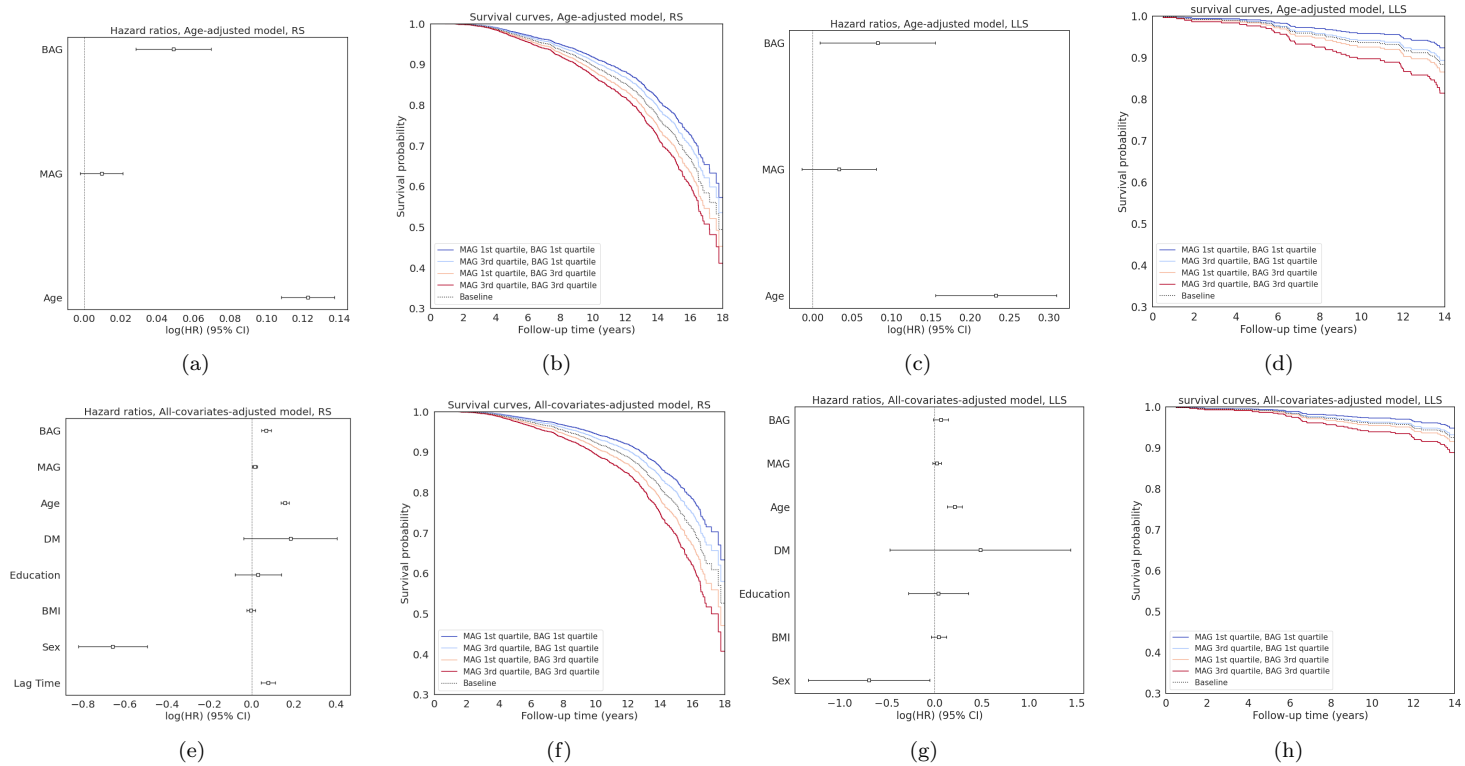 Hazard ratios, Age-adjusted model, RS
BAG
MAG
Age
0.00 0.02 0.04 0.06 0.08 0.10 0.12 0.14
log(HR) (95% CI)
(a)
Survival curves, Age-adjusted model, RS
Survival probability
1.0
0.9
0.8
0.7
0.6
0.5
0.4
0.3
MAG 1st quartile, BAG 1st quartile
MAG 3rd quartile, BAG 1st quartile
MAG 1st quartile, BAG 3rd quartile
MAG 3rd quartile, BAG 3rd quartile
Baseline
0 2 4 6 8 10 12 14 16 18
Follow-up time (years)
(b)
Hazard ratios, Age-adjusted model, LLS
BAG
MAG
Age
0.00 0.05 0.10 0.15 0.20 0.25 0.30
log(HR) (95% CI)
(c)
survival curves, Age-adjusted model, LLS
Survival probability
1.0
0.9
0.8
0.7
0.6
0.5
0.4
0.3
MAG 1st quartile, BAG 1st quartile
MAG 3rd quartile, BAG 1st quartile
MAG 1st quartile, BAG 3rd quartile
MAG 3rd quartile, BAG 3rd quartile
Baseline
0 2 4 6 8 10 12 14
Follow-up time (years)
(d)
Hazard ratios, All-covariates-adjusted model, RS
BAG
MAG
Age
DM
Education
BMI
Sex
Lag Time
−0.8 −0.6 −0.4 −0.2 0.0 0.2 0.4
log(HR) (95% CI)
(e)
Survival curves, All-covariates-adjusted model, RS
Survival probability
1.0
0.9
0.8
0.7
0.6
0.5
0.4
0.3
MAG 1st quartile, BAG 1st quartile
MAG 3rd quartile, BAG 1st quartile
MAG 1st quartile, BAG 3rd quartile
MAG 3rd quartile, BAG 3rd quartile
Baseline
0 2 4 6 8 10 12 14 16 18
Follow-up time (years)
(f)
Hazard ratios, All-covariates-adjusted model, LLS
BAG
MAG
Age
DM
Education
BMI
Sex
−1.0 −0.5 0.0 0.5 1.0 1.5
log(HR) (95% CI)
(g)
survival curves, All-covariates-adjusted model, LLS
Survival probability
1.0
0.9
0.8
0.7
0.6
0.5
0.4
0.3
MAG 1st quartile, BAG 1st quartile
MAG 3rd quartile, BAG 1st quartile
MAG 1st quartile, BAG 3rd quartile
MAG 3rd quartile, BAG 3rd quartile
Baseline
0 2 4 6 8 10 12 14
Follow-up time (years)
(h)